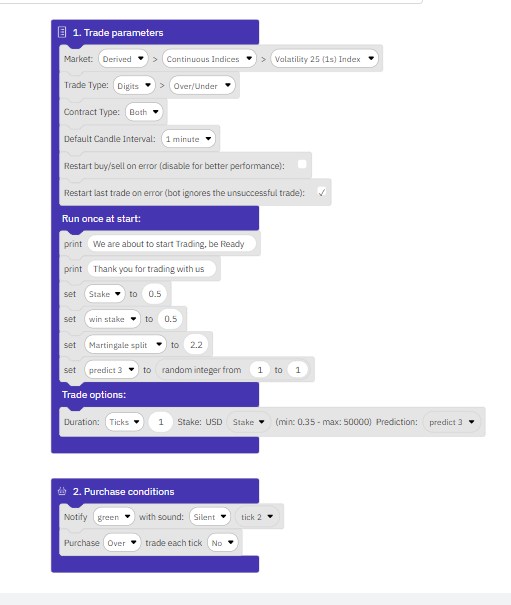 1. Trade parameters
Market: Derived > Continuous Indices > Volatility 25 (1s) Index
Trade Type: Digits > Over/Under
Contract Type: Both
Default Candle Interval: 1 minute
Restart buy/sell on error (disable for better performance):
Restart last trade on error (bot ignores the unsuccessful trade): ✓
Run once at start:
print We are about to start Trading, be Ready
print Thank you for trading with us
set Stake to 0.5
set win stake to 0.5
set Martingale split to 2.2
set predict 3 to random integer from 1 to 1
Trade options:
Duration: Ticks 1 Stake: USD Stake (min: 0.35 - max: 50000) Prediction: predict 3
2. Purchase conditions
Notify green with sound: Silent tick 2
Purchase Over trade each tick No